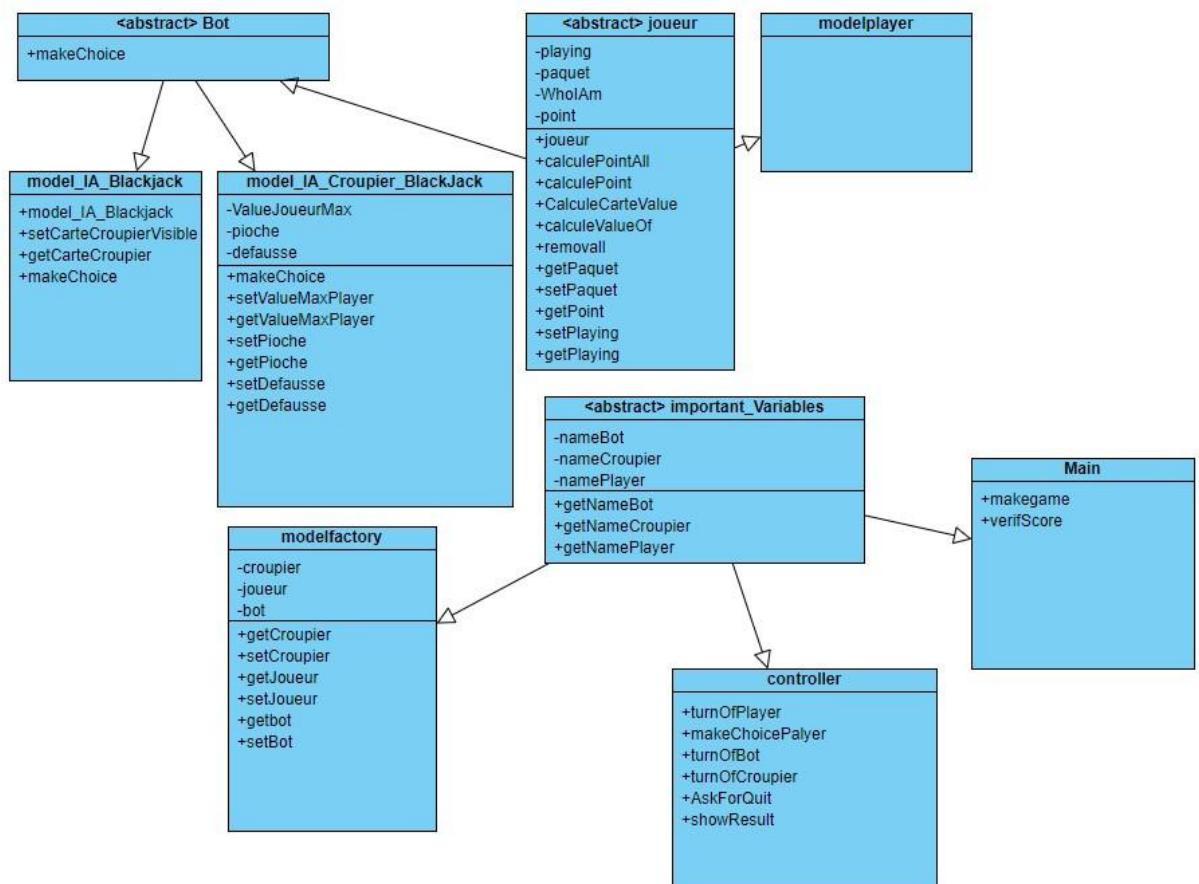 <abstract> Bot
+makeChoice
<abstract> joueur
-playing
-paquet
-WhoIAm
-point
+joueur
+calculePointAll
+calculePoint
+CalculeCarteValue
+calculeValueOf
+removall
+getPaquet
+setPaquet
+getPoint
+setPlaying
+getPlaying
modelplayer
model_IA_Blackjack
+model_IA_Blackjack
+setCarteCroupierVisible
+getCarteCroupier
+makeChoice
model_IA_Croupier_BlackJack
-ValueJoueurMax
-pioche
-defausse
+makeChoice
+setValueMaxPlayer
+getValueMaxPlayer
+setPioche
+getPioche
+setDefausse
+getDefausse
<abstract> important_Variables
-nameBot
-nameCroupier
-namePlayer
+getNameBot
+getNameCroupier
+getNamePlayer
Main
+makegame
+verifScore
modelfactory
-croupier
-joueur
-bot
+getCroupier
+setCroupier
+getJoueur
+setJoueur
+getbot
+setBot
controller
+turnOfPlayer
+makeChoicePalyer
+turnOfBot
+turnOfCroupier
+AskForQuit
+showResult